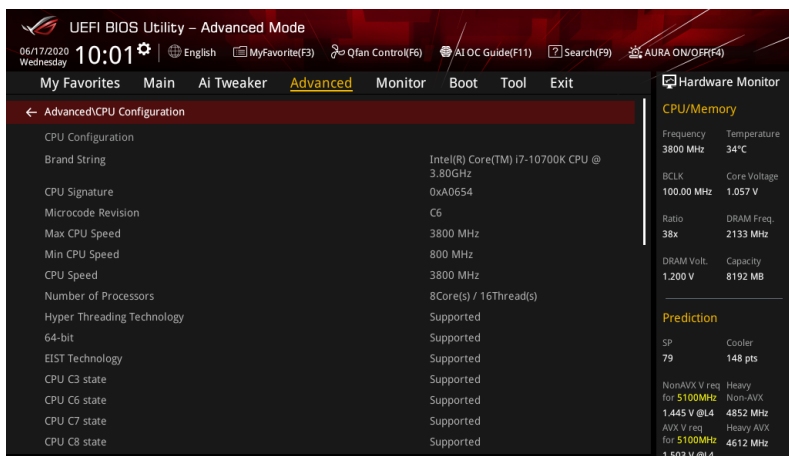 UEFI BIOS Utility – Advanced Mode
06/17/2020 Wednesday 10:01 English MyFavorite(F3) Qfan Control(F6) AI OC Guide(F11) ? Search(F9) AURA ON/OFF(F4)
My Favorites Main Ai Tweaker Advanced Monitor Boot Tool Exit
← Advanced\CPU Configuration
CPU Configuration
Brand String Intel(R) Core(TM) i7-10700K CPU @
3.80GHz
CPU Signature 0xA0654
Microcode Revision C6
Max CPU Speed 3800 MHz
Min CPU Speed 800 MHz
CPU Speed 3800 MHz
Number of Processors 8Core(s) / 16Thread(s)
Hyper Threading Technology Supported
64-bit Supported
EIST Technology Supported
CPU C3 state Supported
CPU C6 state Supported
CPU C7 state Supported
CPU C8 state Supported
Hardware Monitor
CPU/Memory
Frequency Temperature
3800 MHz 34°C
BCLK Core Voltage
100.00 MHz 1.057 V
Ratio DRAM Freq.
38x 2133 MHz
DRAM Volt. Capacity
1.200 V 8192 MB
Prediction
SP Cooler
79 148 pts
NonAVX V req Heavy
for 5100MHz Non-AVX
1.445 V @L4 4852 MHz
AVX V req Heavy AVX
for 5100MHz 4612 MHz
1.503 V @L4